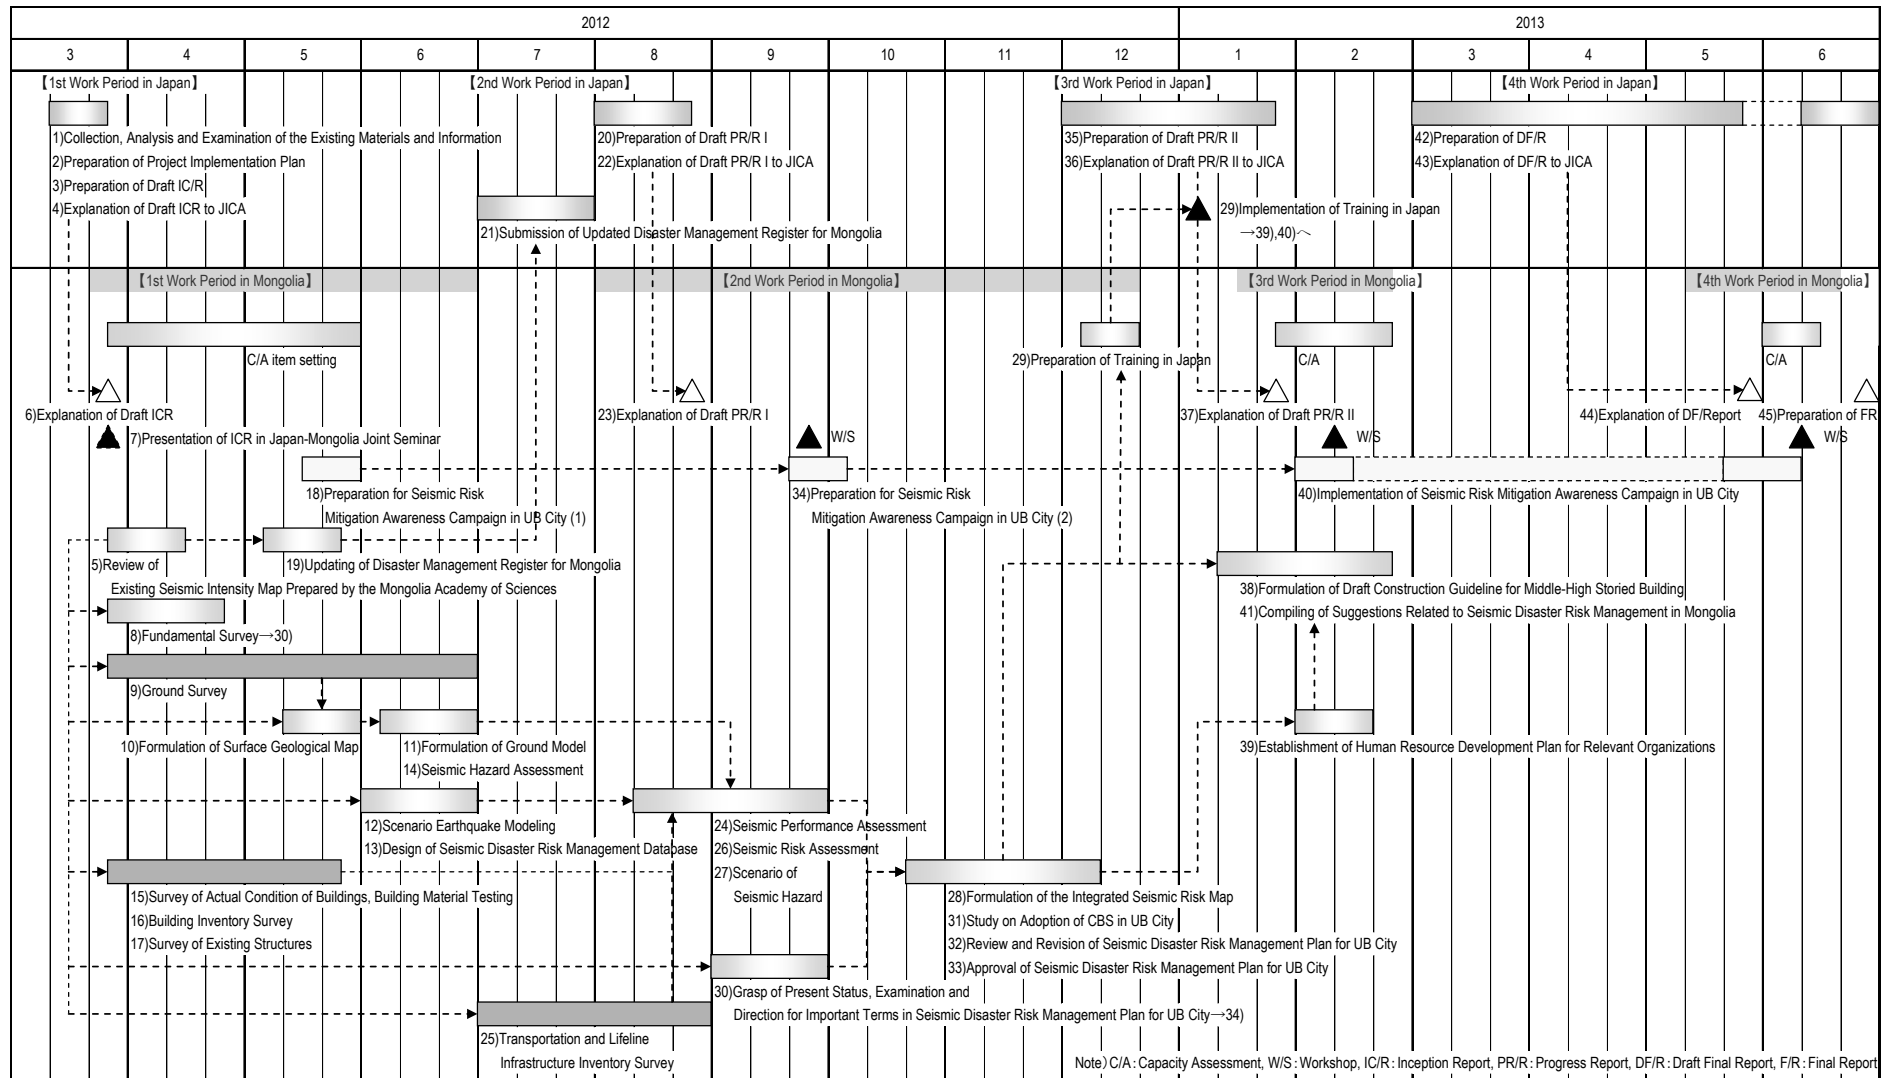 2012
2013
3
4
5
6
7
8
9
10
11
12
1
2
3
4
5
6
【1st Work Period in Japan】
【2nd Work Period in Japan】
【3rd Work Period in Japan】
【4th Work Period in Japan】
1)Collection, Analysis and Examination of the Existing Materials and Information
2)Preparation of Project Implementation Plan
3)Preparation of Draft IC/R
4)Explanation of Draft ICR to JICA
20)Preparation of Draft PR/R I
22)Explanation of Draft PR/R I to JICA
35)Preparation of Draft PR/R II
36)Explanation of Draft PR/R II to JICA
42)Preparation of DF/R
43)Explanation of DF/R to JICA
29)Implementation of Training in Japan
→39),40)へ
21)Submission of Updated Disaster Management Register for Mongolia
【1st Work Period in Mongolia】
【2nd Work Period in Mongolia】
【3rd Work Period in Mongolia】
【4th Work Period in Mongolia】
C/A item setting
29)Preparation of Training in Japan
C/A
C/A
6)Explanation of Draft ICR
23)Explanation of Draft PR/R I
37)Explanation of Draft PR/R II
44)Explanation of DF/Report
45)Preparation of FR
7)Presentation of ICR in Japan-Mongolia Joint Seminar
W/S
W/S
W/S
18)Preparation for Seismic Risk
Mitigation Awareness Campaign in UB City (1)
34)Preparation for Seismic Risk
Mitigation Awareness Campaign in UB City (2)
40)Implementation of Seismic Risk Mitigation Awareness Campaign in UB City
5)Review of
Existing Seismic Intensity Map Prepared by the Mongolia Academy of Sciences
19)Updating of Disaster Management Register for Mongolia
38)Formulation of Draft Construction Guideline for Middle-High Storied Building
41)Compiling of Suggestions Related to Seismic Disaster Risk Management in Mongolia
8)Fundamental Survey→30)
9)Ground Survey
10)Formulation of Surface Geological Map
11)Formulation of Ground Model
14)Seismic Hazard Assessment
39)Establishment of Human Resource Development Plan for Relevant Organizations
12)Scenario Earthquake Modeling
13)Design of Seismic Disaster Risk Management Database
24)Seismic Performance Assessment
26)Seismic Risk Assessment
27)Scenario of
Seismic Hazard
15)Survey of Actual Condition of Buildings, Building Material Testing
16)Building Inventory Survey
17)Survey of Existing Structures
28)Formulation of the Integrated Seismic Risk Map
31)Study on Adoption of CBS in UB City
32)Review and Revision of Seismic Disaster Risk Management Plan for UB City
33)Approval of Seismic Disaster Risk Management Plan for UB City
30)Grasp of Present Status, Examination and
Direction for Important Terms in Seismic Disaster Risk Management Plan for UB City→34)
25)Transportation and Lifeline
Infrastructure Inventory Survey
Note）C/A：Capacity Assessment, W/S：Workshop, IC/R：Inception Report, PR/R：Progress Report, DF/R：Draft Final Report, F/R：Final Report